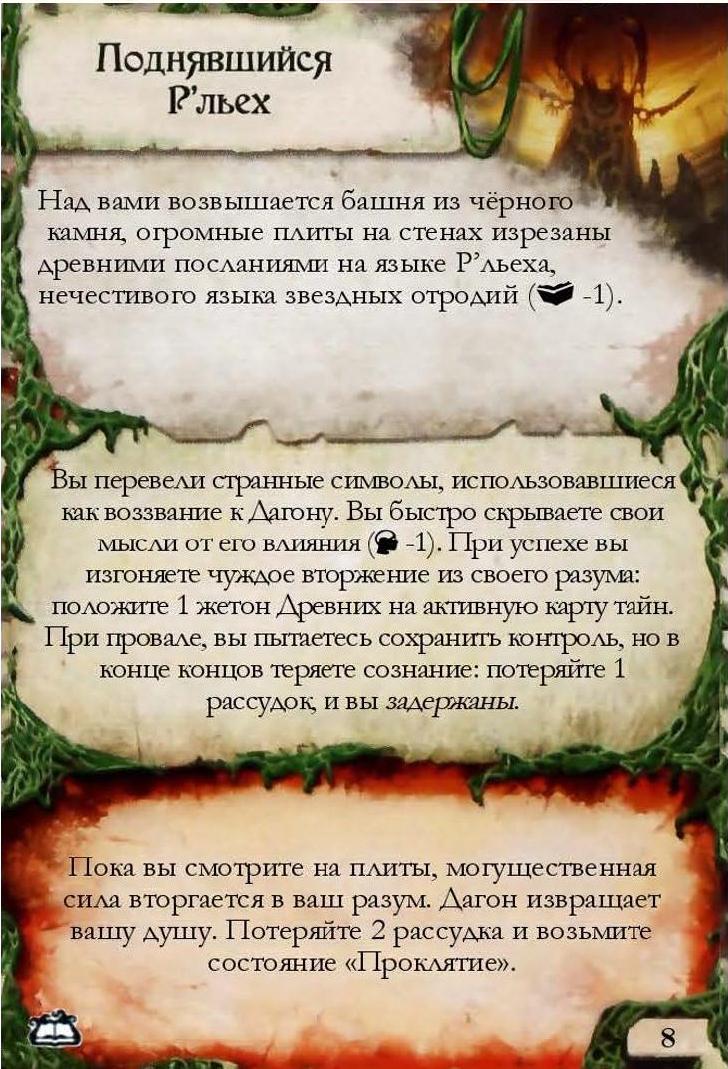 Поднявшийся
Р'льех
Над вами возвышается башня из чёрного
камня, огромные плиты на стенах изрезаны
древними посланиями на языке Р'льеха,
нечестивого языка звездных отродий ( -1).
Вы перевели странные символы, использовавшиеся
как воззвание к Дагону. Вы быстро скрываете свои
мысли от его влияния ( -1). При успехе вы
изгоняете чуждое вторжение из своего разума:
положите 1 жетон Древних на активную карту тайн.
При провале, вы пытаетесь сохранить контроль, но в
конце концов теряете сознание: потеряйте 1
рассудок, и вы задержаны.
Пока вы смотрите на плиты, могущественная
сила вторгается в ваш разум. Дагон извращает
вашу душу. Потеряйте 2 рассудка и возьмите
состояние «Проклятие».
8